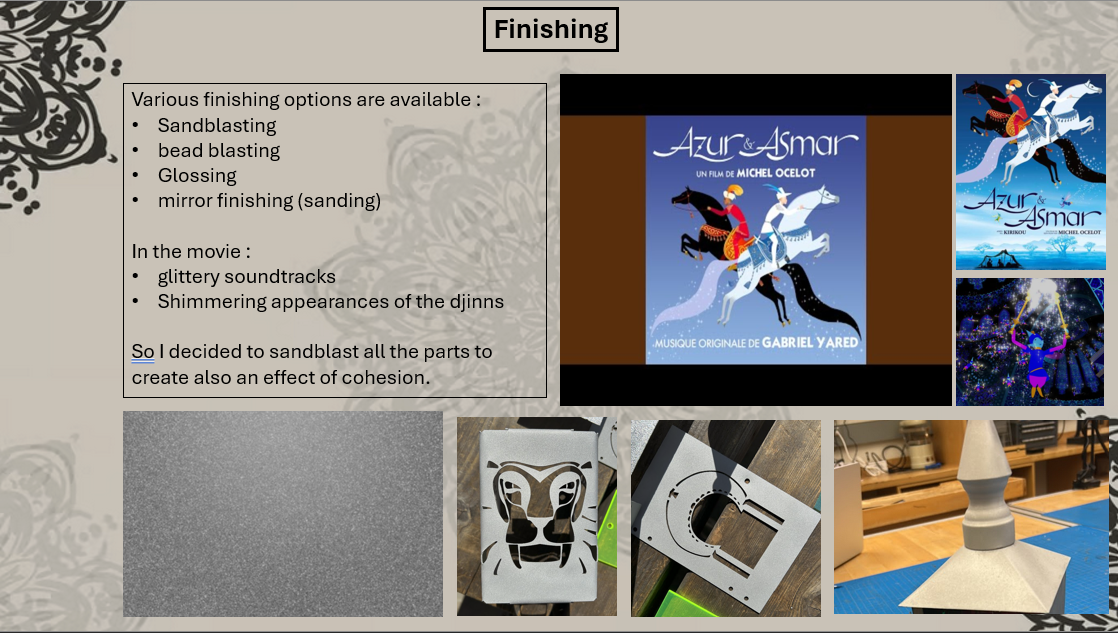 Finishing
Various finishing options are available :
• Sandblasting
• bead blasting
• Glossing
• mirror finishing (sanding)
In the movie :
• glittery soundtracks
• Shimmering appearances of the djinns
So I decided to sandblast all the parts to
create also an effect of cohesion.
Azur & Asmar
UN FILM DE MICHEL OCELOT
MUSIQUE ORIGINALE DE GABRIEL YARED
Azur &
Asmar
KIRIKOU
MICHEL OCELOT